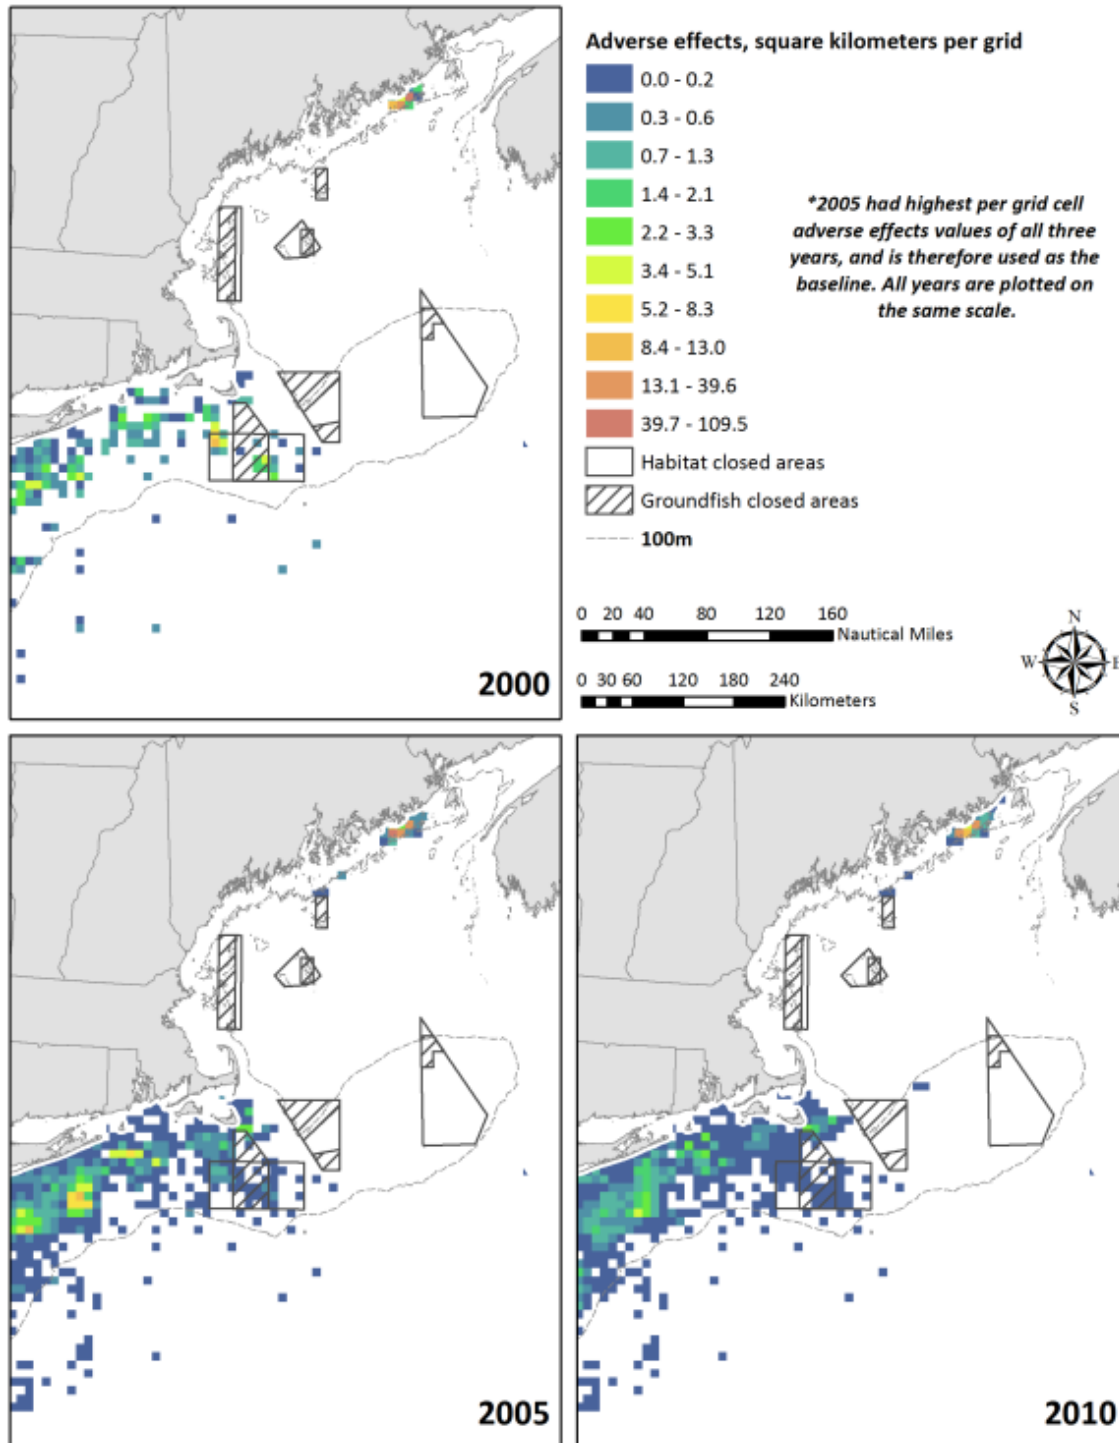 Adverse effects, square kilometers per grid
0.0 - 0.2
0.3 - 0.6
0.7 - 1.3
1.4 - 2.1
2.2 - 3.3
3.4 - 5.1
5.2 - 8.3
8.4 - 13.0
13.1 - 39.6
39.7 - 109.5
Habitat closed areas
Groundfish closed areas
100m
*2005 had highest per grid cell
adverse effects values of all three
years, and is therefore used as the
baseline. All years are plotted on
the same scale.
0 20 40 80 120 160
Nautical Miles
0 30 60 120 180 240
Kilometers
N
W E
S
2000
2005
2010